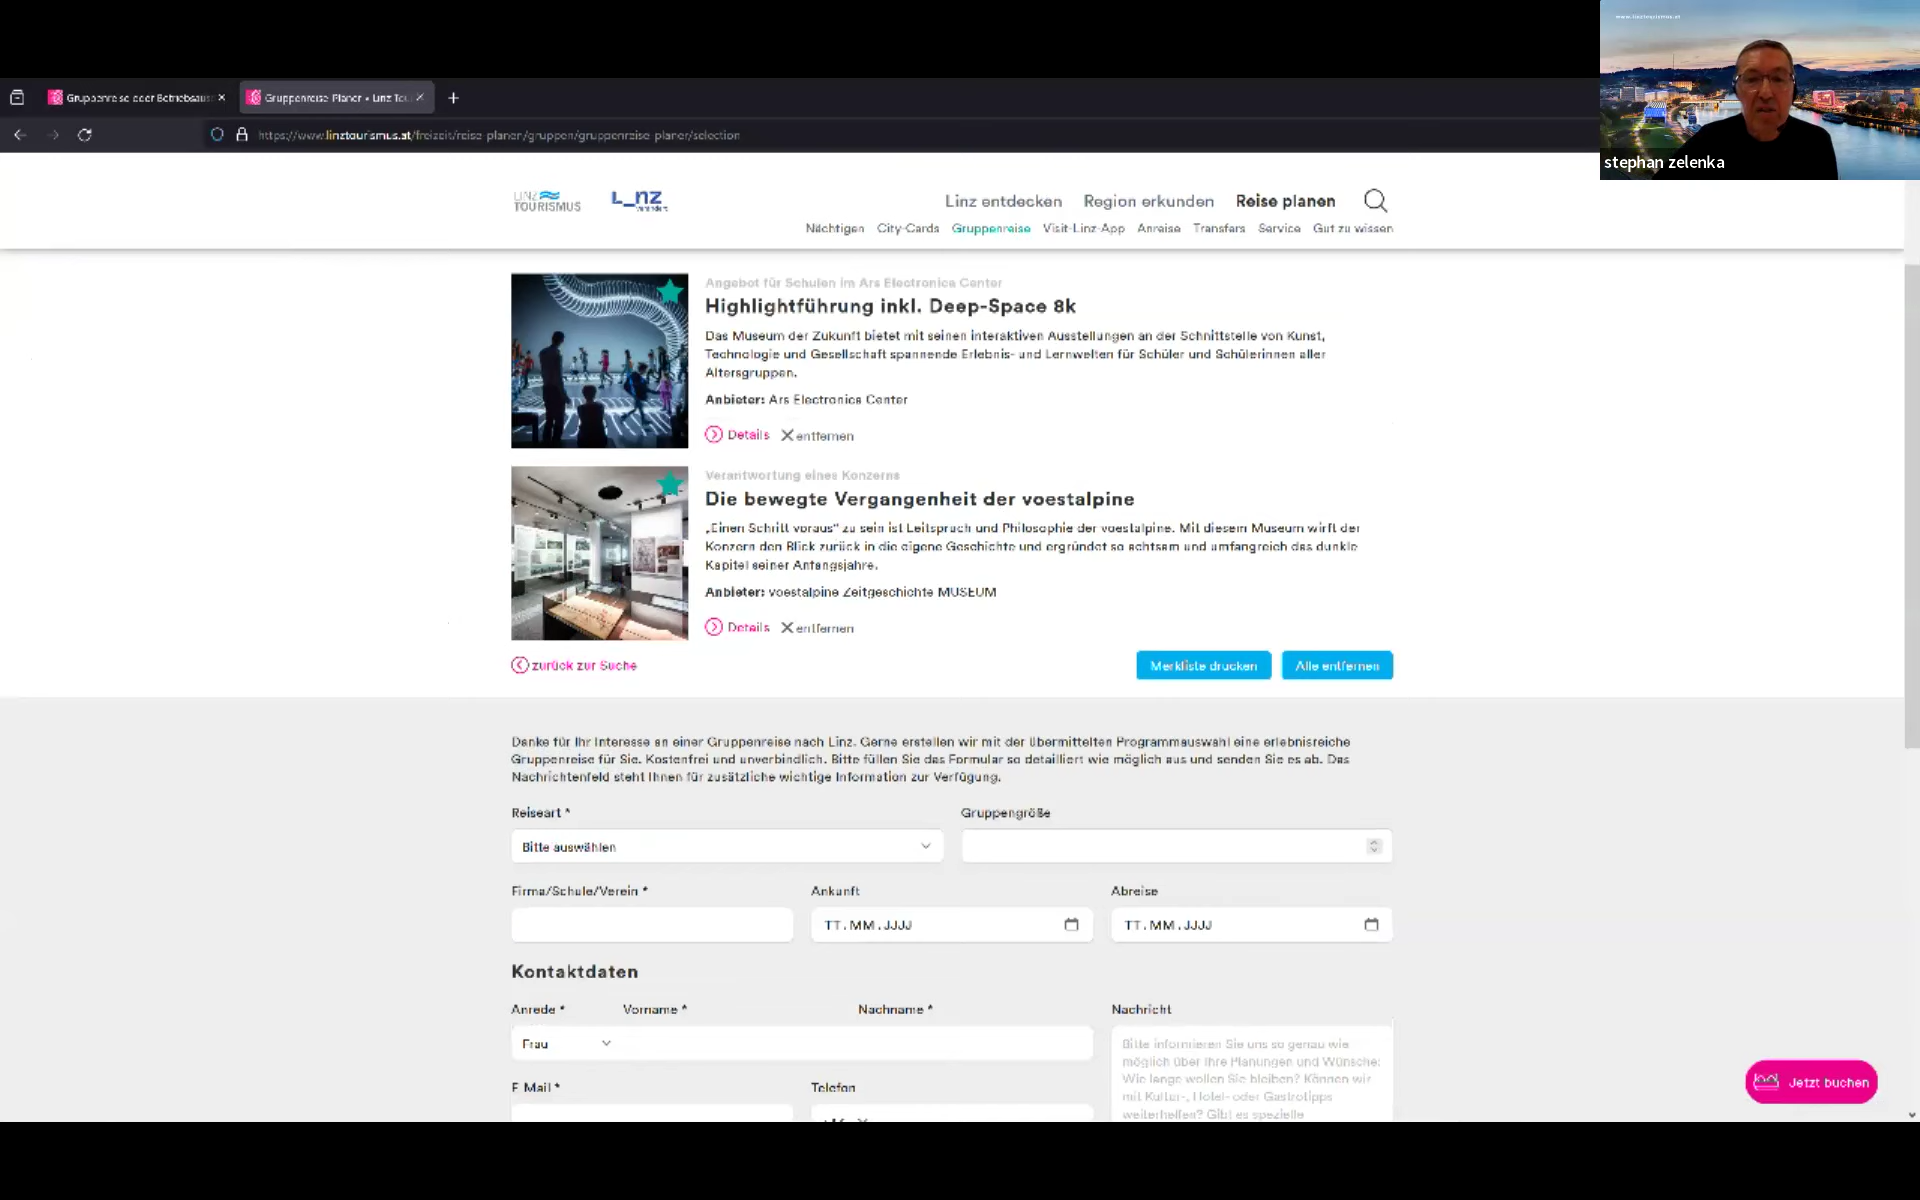 www.linztourismus.at
stephan zelenka
Gruppenreise oder Betriebsaus
Gruppenreise-Planer • Linz Tou
https://www.linztourismus.at/freizeit/reise-planen/gruppen/gruppenreise-planer/selection
LINZ
TOURISMUS
L_nz
verändert
Linz entdecken
Region erkunden
Reise planen
Nächtigen
City-Cards
Gruppenreise
Visit-Linz-App
Anreise
Transfers
Service
Gut zu wissen
Angebot für Schulen im Ars Electronica Center
Highlightführung inkl. Deep-Space 8k
Das Museum der Zukunft bietet mit seinen interaktiven Ausstellungen an der Schnittstelle von Kunst,
Technologie und Gesellschaft spannende Erlebnis- und Lernwelten für Schüler und Schülerinnen aller
Altersgruppen.
Anbieter: Ars Electronica Center
Details
entfernen
Verantwortung eines Konzerns
Die bewegte Vergangenheit der voestalpine
„Einen Schritt voraus“ zu sein ist Leitspruch und Philosophie der voestalpine. Mit diesem Museum wirft der
Konzern den Blick zurück in die eigene Geschichte und ergründet so achtsam und umfangreich das dunkle
Kapitel seiner Anfangsjahre.
Anbieter: voestalpine Zeitgeschichte MUSEUM
Details
entfernen
zurück zur Suche
Merkliste drucken
Alle entfernen
Danke für Ihr Interesse an einer Gruppenreise nach Linz. Gerne erstellen wir mit der übermittelten Programmauswahl eine erlebnisreiche
Gruppenreise für Sie. Kostenfrei und unverbindlich. Bitte füllen Sie das Formular so detailliert wie möglich aus und senden Sie es ab. Das
Nachrichtenfeld steht Ihnen für zusätzliche wichtige Information zur Verfügung.
Reiseart *
Gruppengröße
Bitte auswählen
Firma/Schule/Verein *
Ankunft
Abreise
TT.MM.JJJJ
TT.MM.JJJJ
Kontaktdaten
Anrede *
Vorname *
Nachname *
Nachricht
Frau
Bitte informieren Sie uns so genau wie
möglich über Ihre Planungen und Wünsche:
Wie lange wollen Sie bleiben? Können wir
mit Kultur-, Hotel- oder Gastrotipps
weiterhelfen? Gibt es spezielle
E-Mail *
Telefon
Jetzt buchen